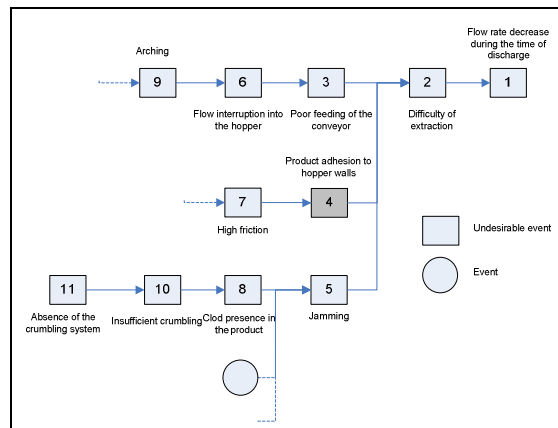 Flow rate decrease
during the time of
discharge
Arching
9
6
3
2
1
Flow interruption into
the hopper
Poor feeding of the
conveyor
Difficulty of
extraction
Product adhesion to
hopper walls
7
4
High friction
Undesirable event
Event
11
10
8
5
Absence of the
crumbling system
Insufficient crumbling
Clod presence in
the product
Jamming